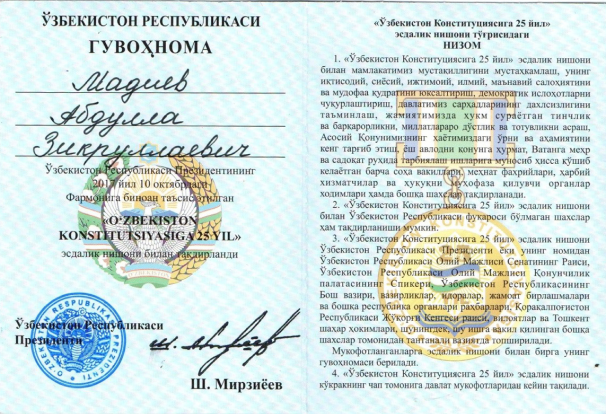 ЎЗБЕКИСТОН РЕСПУБЛИКАСИ
ГУВОҲНОМА
Мадиев
Абдулла
Зикруллаевич
Ўзбекистон Республикаси Президентининг
2017 йил 10 октябрдаги
Фармонига биноан таъсис этилган
«O‘ZBEKISTON
KONSTITUTSIYASIGA 25 YIL»
эсдалик нишони билан тақдирланди
Ўзбекистон Республикаси
Президенти
Ш. Мирзиёев
«Ўзбекистон Конституциясига 25 йил»
эсдалик нишони тўғрисидаги
НИЗОМ
1. «Ўзбекистон Конституциясига 25 йил» эсдалик нишони
билан мамлакатимиз мустақиллигини мустаҳкамлаш, унинг
иқтисодий, сиёсий, ижтимоий, илмий, маънавий салоҳиятини
ва мудофаа қудратини юксалтириш, демократик ислоҳотларни
чуқурлаштириш, давлатимиз сарҳадларининг дахлсизлигини
таъминлаш, жамиятимизда ҳукм сураётган тинчлик
ва барқарорликни, миллатлараро дўстлик ва тотувликни асраш,
Асосий Қонунимизнинг ҳаётимиздаги ўрни ва аҳамиятини
кенг тарғиб этиш, ёш авлодни қонунга ҳурмат, Ватанга меҳр
ва садоқат руҳида тарбиялаш ишларига муносиб ҳисса қўшиб
келаётган барча соҳа вакиллари, меҳнат фахрийлари, ҳарбий
хизматчилар ва ҳуқуқни муҳофаза қилувчи органлар
ходимлари ҳамда бошқа шахслар тақдирланади.
2. «Ўзбекистон Конституциясига 25 йил» эсдалик нишони
билан Ўзбекистон Республикаси фуқароси бўлмаган шахслар
ҳам тақдирланиши мумкин.
3. «Ўзбекистон Конституциясига 25 йил» эсдалик нишони
Ўзбекистон Республикаси Президенти ёки унинг номидан
Ўзбекистон Республикаси Олий Мажлиси Сенатининг Раиси,
Ўзбекистон Республикаси Олий Мажлиси Қонунчилик
палатасининг Спикери, Ўзбекистон Республикасининг
Бош вазири, вазирликлар, идоралар, жамоат бирлашмалари
ва бошқа республика органлари раҳбарлари, Қорақалпоғистон
Республикаси Жўқорғи Кенгеси раиси, вилоятлар ва Тошкент
шаҳар ҳокимлари, шунингдек, ваколат қилинган бошқа
шахслар томонидан тантанали вазиятда топширилади.
Мукофотланганларга эсдалик нишони билан бирга унинг
гувоҳномаси берилади.
4. «Ўзбекистон Конституциясига 25 йил» эсдалик нишони
кўкракнинг чап томонига давлат мукофотларидан кейин тақилади.